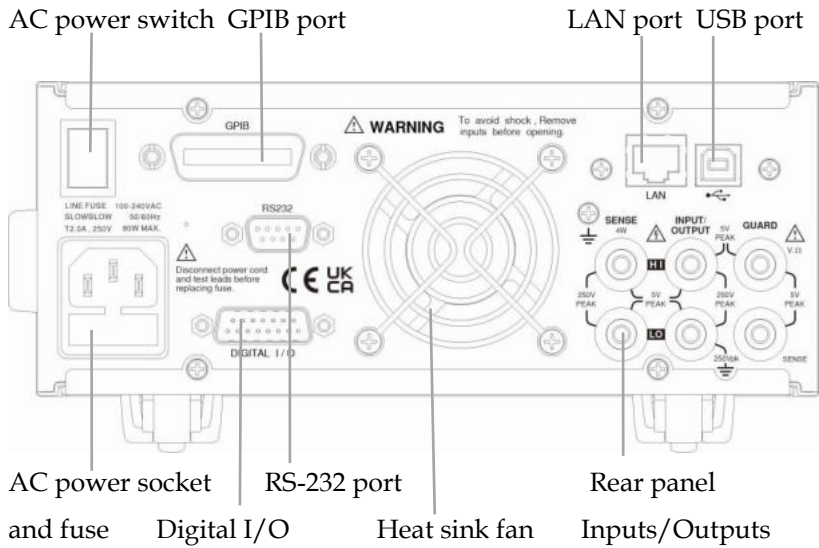 AC power switch GPIB port LAN port USB port
GPIB
WARNING
To avoid shock , Remove
inputs before opening.
LAN
LINE FUSE 100-240VAC
SLOWBLOW 50/60Hz
T2.0A , 250V 80W MAX.
RS232
Disconnect power cord
and test leads before
replacing fuse.
CE UK
CA
DIGITAL I / O
SENSE
4W
INPUT/
OUTPUT
5V
PEAK
GUARD
V.Ω
HI
250V
PEAK
5V
PEAK
250V
PEAK
5V
PEAK
LO
250Vpk
SENSE
AC power socket RS-232 port Rear panel
and fuse Digital I/O Heat sink fan Inputs/Outputs